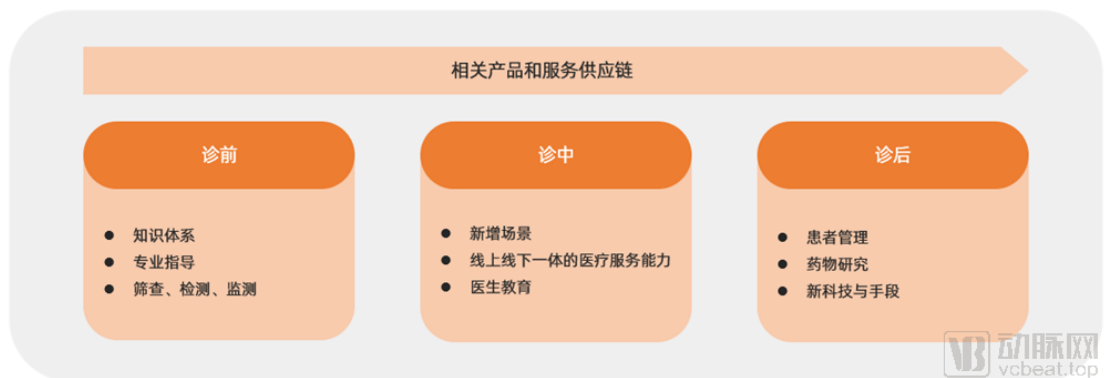 相关产品和服务供应链
诊前
诊中
诊后
知识体系
专业指导
筛查、检测、监测
新增场景
线上线下一体的医疗服务能力
医生教育
患者管理
药物研究
新科技与手段
VB 动脉网
vcbeat.top